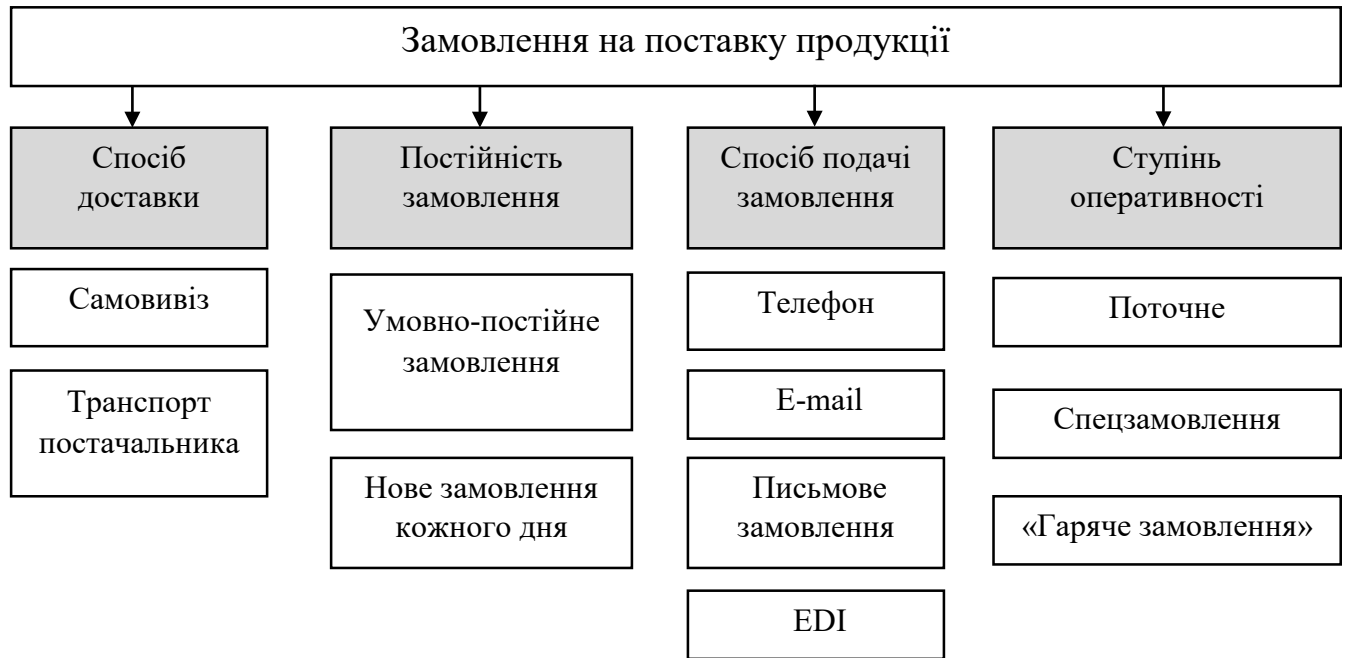 Замовлення на поставку продукції
Спосіб
доставки
Самовивіз
Транспорт
постачальника
Постійність
замовлення
Умовно-постійне
замовлення
Нове замовлення
кожного дня
Спосіб подачі
замовлення
Телефон
E-mail
Письмове
замовлення
EDI
Ступінь
оперативності
Поточне
Спецзамовлення
«Гаряче замовлення»